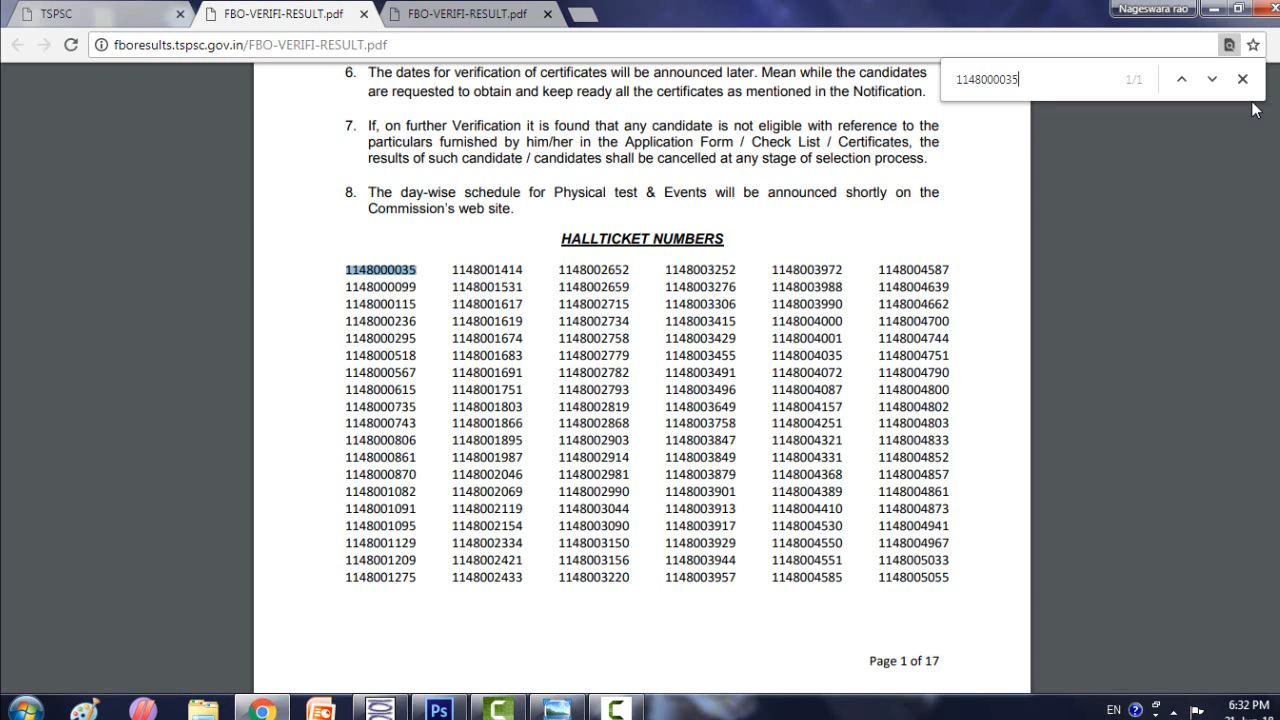 TSPSC
FBO-VERIFI-RESULT.pdf
FBO-VERIFI-RESULT.pdf
Nageswara rao
fboresults.tspsc.gov.in/FBO-VERIFI-RESULT.pdf
1148000035
1/1
6. The dates for verification of certificates will be announced later. Mean while the candidates
are requested to obtain and keep ready all the certificates as mentioned in the Notification.
7. If, on further Verification it is found that any candidate is not eligible with reference to the
particulars furnished by him/her in the Application Form / Check List / Certificates, the
results of such candidate / candidates shall be cancelled at any stage of selection process.
8. The day-wise schedule for Physical test & Events will be announced shortly on the
Commission's web site.
HALLTICKET NUMBERS
1148000035 1148001414 1148002652 1148003252 1148003972 1148004587
1148000099 1148001531 1148002659 1148003276 1148003988 1148004639
1148000115 1148001617 1148002715 1148003306 1148003990 1148004662
1148000236 1148001619 1148002734 1148003415 1148004000 1148004700
1148000295 1148001674 1148002758 1148003429 1148004001 1148004744
1148000518 1148001683 1148002779 1148003455 1148004035 1148004751
1148000567 1148001691 1148002782 1148003491 1148004072 1148004790
1148000615 1148001751 1148002793 1148003496 1148004087 1148004800
1148000735 1148001803 1148002819 1148003649 1148004157 1148004802
1148000743 1148001866 1148002868 1148003758 1148004251 1148004803
1148000806 1148001895 1148002903 1148003847 1148004321 1148004833
1148000861 1148001987 1148002914 1148003849 1148004331 1148004852
1148000870 1148002046 1148002981 1148003879 1148004368 1148004857
1148001082 1148002069 1148002990 1148003901 1148004389 1148004861
1148001091 1148002119 1148003044 1148003913 1148004410 1148004873
1148001095 1148002154 1148003090 1148003917 1148004530 1148004941
1148001129 1148002334 1148003150 1148003929 1148004550 1148004967
1148001209 1148002421 1148003156 1148003944 1148004551 1148005033
1148001275 1148002433 1148003220 1148003957 1148004585 1148005055
Page 1 of 17
Ps
EN
6:32 PM